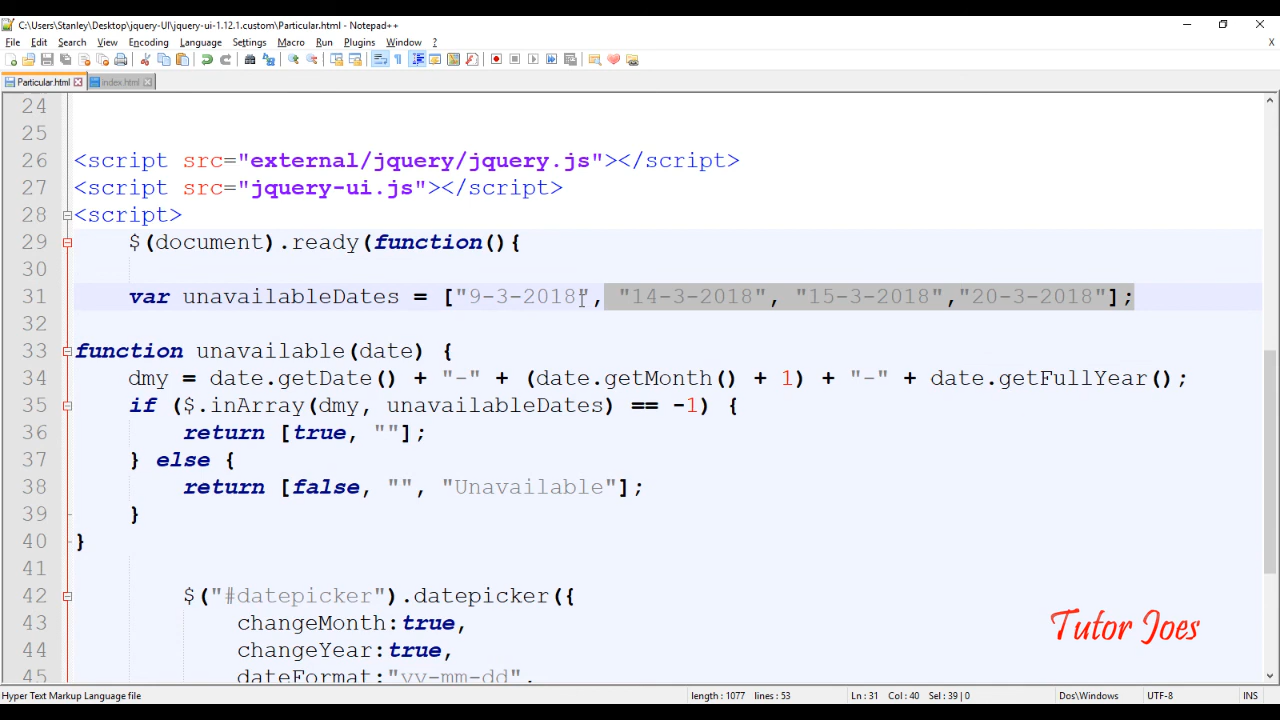 C:\Users\Stanley\Desktop\jquery-UI\jquery-ui-1.12.1.custom\Particular.html - Notepad++
File Edit Search View Encoding Language Settings Macro Run Plugins Window ?
Particular.html index.html
24
25
26 <script src="external/jquery/jquery.js"></script>
27 <script src="jquery-ui.js"></script>
28 <script>
29 $(document).ready(function(){
30
31 var unavailableDates = ["9-3-2018", "14-3-2018", "15-3-2018","20-3-2018"];
32
33 function unavailable(date) {
34 dmy = date.getDate() + "-" + (date.getMonth() + 1) + "-" + date.getFullYear();
35 if ($.inArray(dmy, unavailableDates) == -1) {
36 return [true, ""];
37 } else {
38 return [false, "", "Unavailable"];
39 }
40 }
41
42 $("#datepicker").datepicker({
43 changeMonth:true,
44 changeYear:true,
45 dateFormat:"yy-mm-dd",
Tutor Joes
Hyper Text Markup Language file length : 1077 lines : 53 Ln : 31 Col : 40 Sel : 39 | 0 Dos\Windows UTF-8 INS